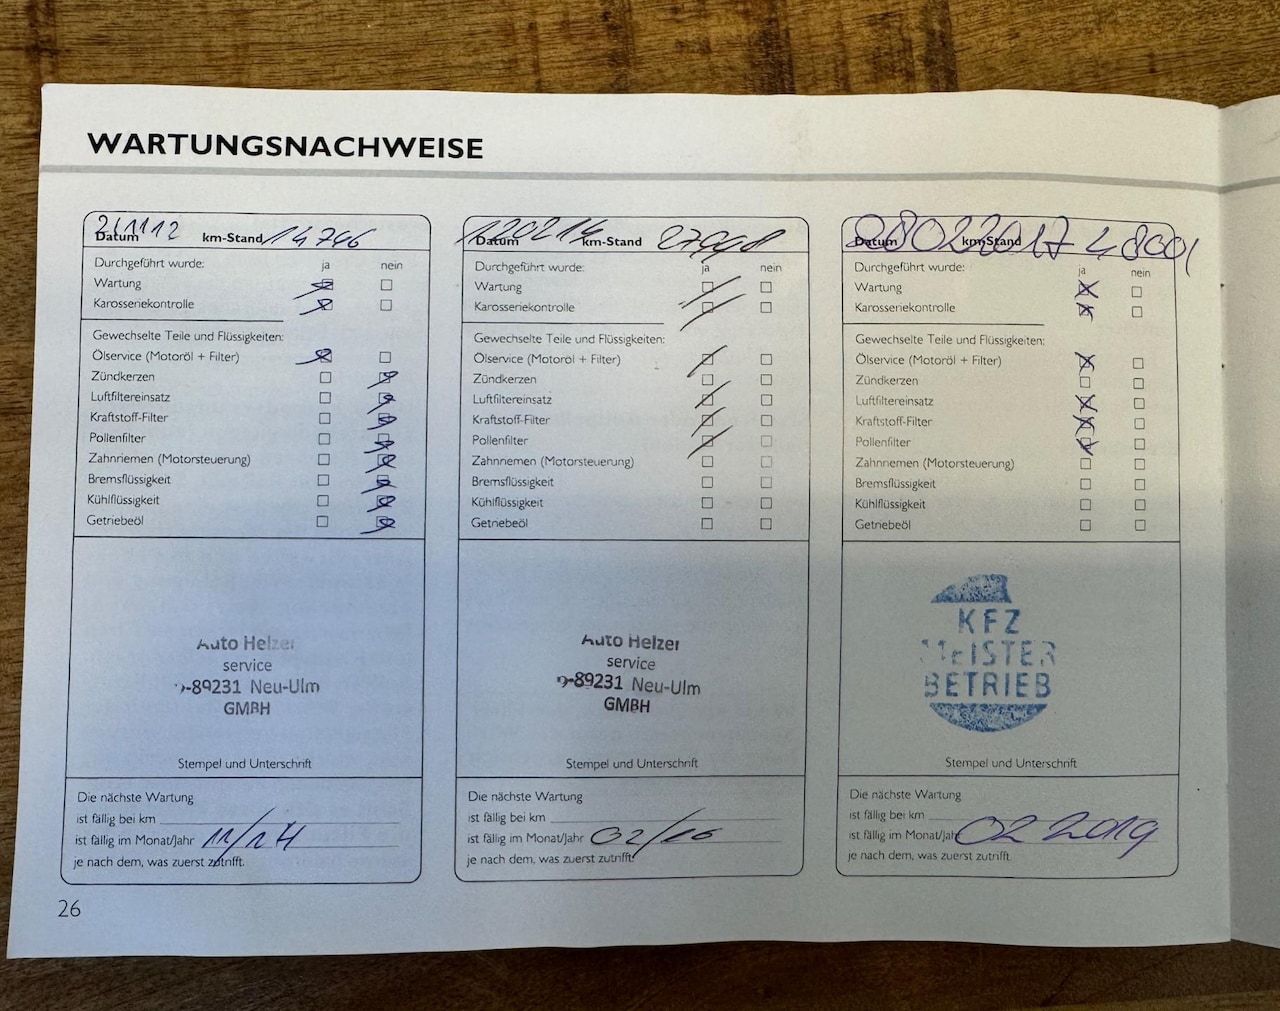 WARTUNGSNACHWEISE
Datum km-Stand 14 746
Durchgeführt wurde: ja nein
Wartung
Karosseriekontrolle
Gewechselte Teile und Flüssigkeiten:
Ölservice (Motoröl + Filter)
Zündkerzen
Luftfiltereinsatz
Kraftstoff-Filter
Pollenfilter
Zahnriemen (Motorsteuerung)
Bremsflüssigkeit
Kühlflüssigkeit
Getriebeöl
Auto Helzer
service
D-89231 Neu-Ulm
GMBH
Stempel und Unterschrift
Die nächste Wartung
ist fällig bei km
ist fällig im Monat/Jahr 11/14
je nach dem, was zuerst zutrifft.
Datum 120214 km-Stand 27998
Durchgeführt wurde: ja nein
Wartung
Karosseriekontrolle
Gewechselte Teile und Flüssigkeiten:
Ölservice (Motoröl + Filter)
Zündkerzen
Luftfiltereinsatz
Kraftstoff-Filter
Pollenfilter
Zahnriemen (Motorsteuerung)
Bremsflüssigkeit
Kühlflüssigkeit
Getriebeöl
Auto Helzer
service
D-89231 Neu-Ulm
GMBH
Stempel und Unterschrift
Die nächste Wartung
ist fällig bei km
ist fällig im Monat/Jahr 02/16
je nach dem, was zuerst zutrifft.
Datum 28022017 km-Stand 48001
Durchgeführt wurde: ja nein
Wartung
Karosseriekontrolle
Gewechselte Teile und Flüssigkeiten:
Ölservice (Motoröl + Filter)
Zündkerzen
Luftfiltereinsatz
Kraftstoff-Filter
Pollenfilter
Zahnriemen (Motorsteuerung)
Bremsflüssigkeit
Kühlflüssigkeit
Getriebeöl
KFZ
MEISTER
BETRIEB
Stempel und Unterschrift
Die nächste Wartung
ist fällig bei km
ist fällig im Monat/Jahr 02 2019
je nach dem, was zuerst zutrifft.
26